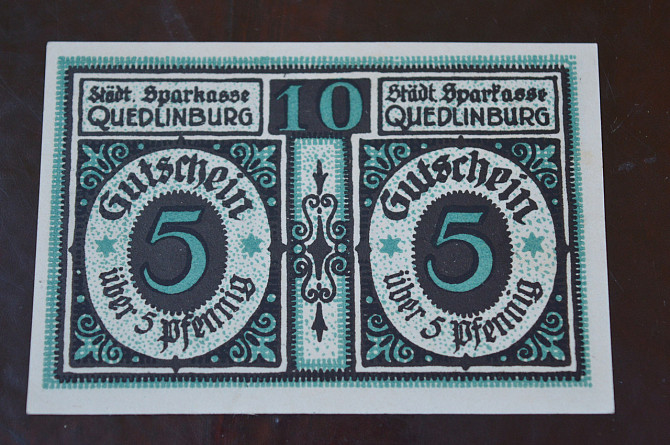 Städt. Sparkasse
QUEDLINBURG
10
Städt. Sparkasse
QUEDLINBURG
Gutschein
5
über 5 Pfennig
Gutschein
5
über 5 Pfennig